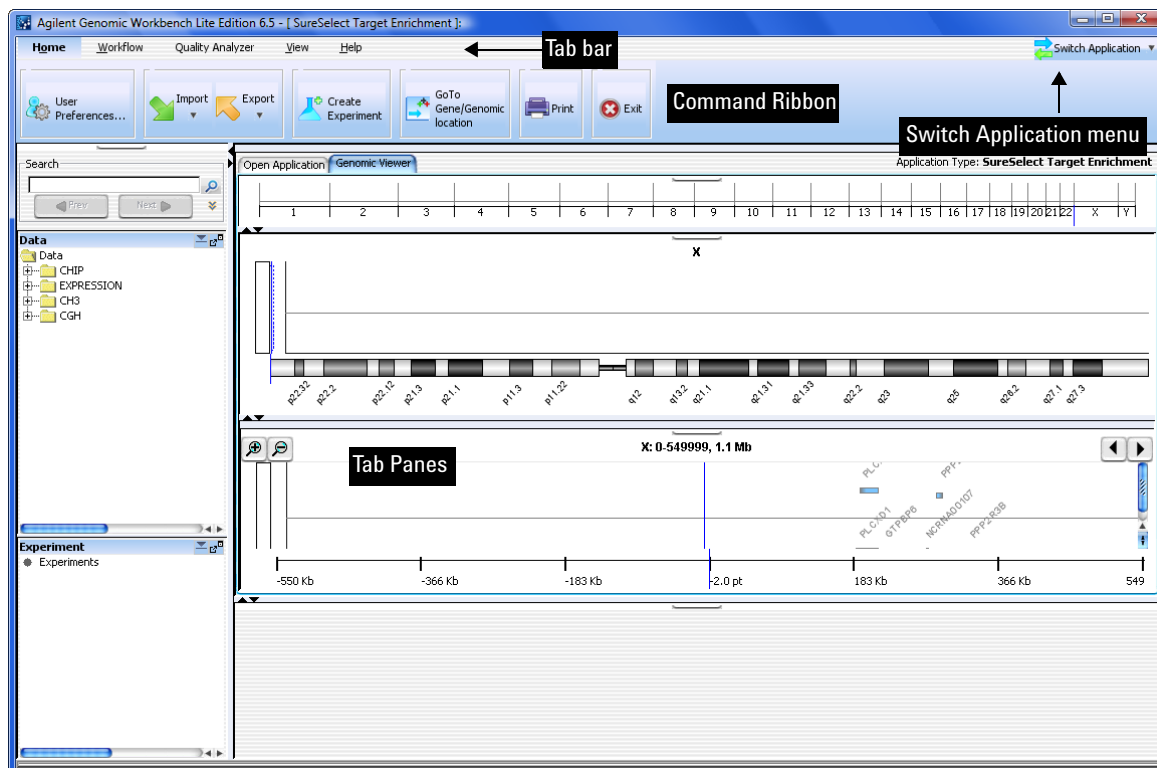 Agilent Genomic Workbench Lite Edition 6.5 - [ SureSelect Target Enrichment ]:
Home Workflow Quality Analyzer View Help
Tab bar
Switch Application
User Preferences...
Import
Export
Create Experiment
GoTo Gene/Genomic location
Print
Exit
Command Ribbon
Switch Application menu
Search
Prev Next
Open Application Genomic Viewer
Application Type: SureSelect Target Enrichment
1 2 3 4 5 6 7 8 9 10 11 12 13 14 15 16 17 18 19 20 21 22 X Y
Data
Data
CHIP
EXPRESSION
CH3
CGH
X
p22.32 p22.2 p22.12 p21.3 p21.1 p11.3 p11.22 q12 q13.2 q21.1 q21.31 q21.33 q22.2 q23 q25 q26.2 q27.1 q27.3
X: 0-549999, 1.1 Mb
Tab Panes
PLCXD1 GTPBP6 NCRNA00107 PPP2R3B
-550 Kb -366 Kb -183 Kb -2.0 pt 183 Kb 366 Kb 549
Experiment
Experiments